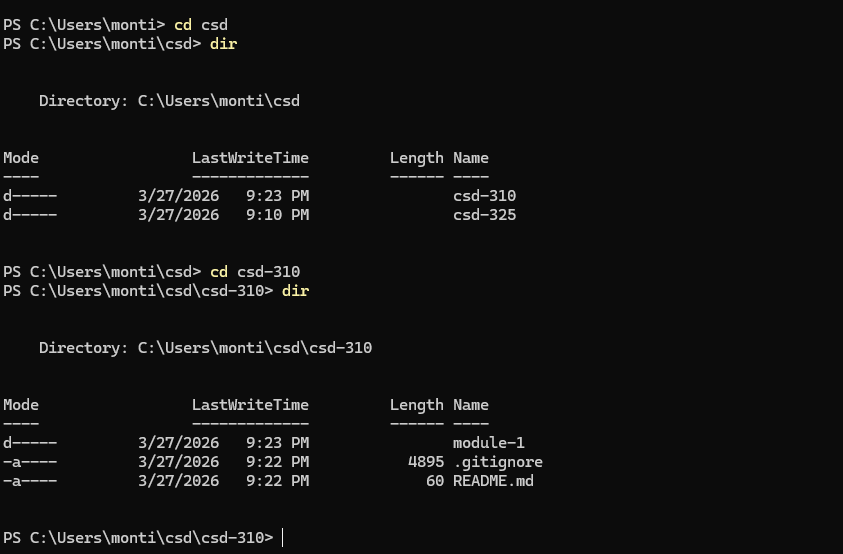 PS C:\Users\monti> cd csd
PS C:\Users\monti\csd> dir
Directory: C:\Users\monti\csd
Mode                 LastWriteTime         Length Name
----                 -------------         ------ ----
d-----         3/27/2026   9:23 PM                csd-310
d-----         3/27/2026   9:10 PM                csd-325
PS C:\Users\monti\csd> cd csd-310
PS C:\Users\monti\csd\csd-310> dir
Directory: C:\Users\monti\csd\csd-310
Mode                 LastWriteTime         Length Name
----                 -------------         ------ ----
d-----         3/27/2026   9:23 PM                module-1
-a----         3/27/2026   9:22 PM           4895 .gitignore
-a----         3/27/2026   9:22 PM             60 README.md
PS C:\Users\monti\csd\csd-310>